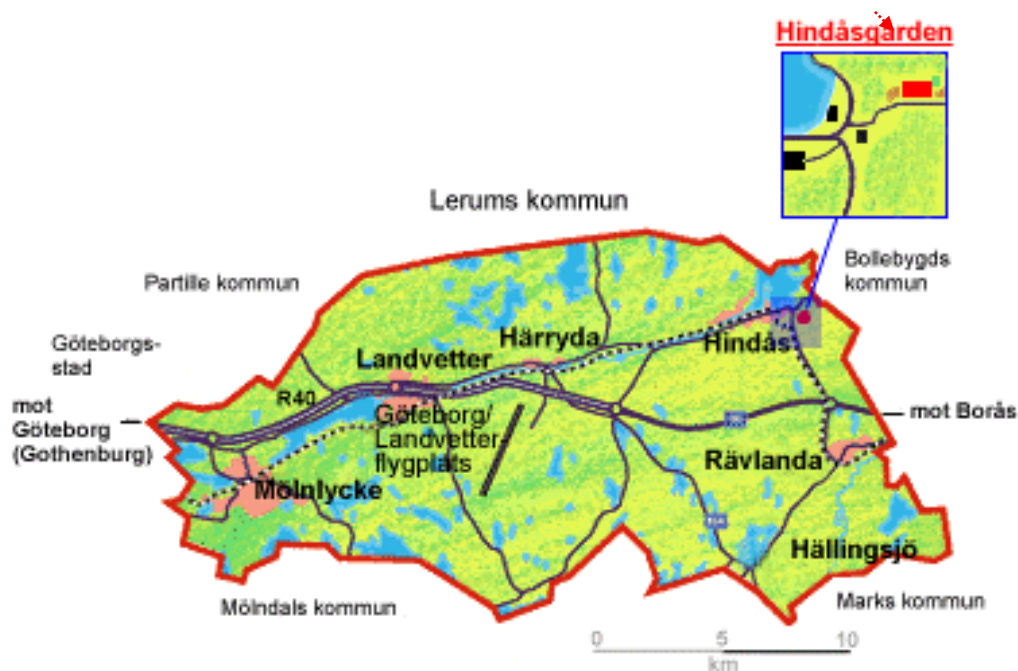 Hindåsgården
Lerums kommun
Bollebygds
kommun
Partille kommun
Göteborgs-
stad
Härryda
Hindås
Landvetter
R40
mot
Göteborg
(Gothenburg)
Göteborg/
Landvetter-
flygplats
mot Borås
Rävlanda
Mölnlycke
Hällingsjö
Mölndals kommun
Marks kommun
0 5 10
km